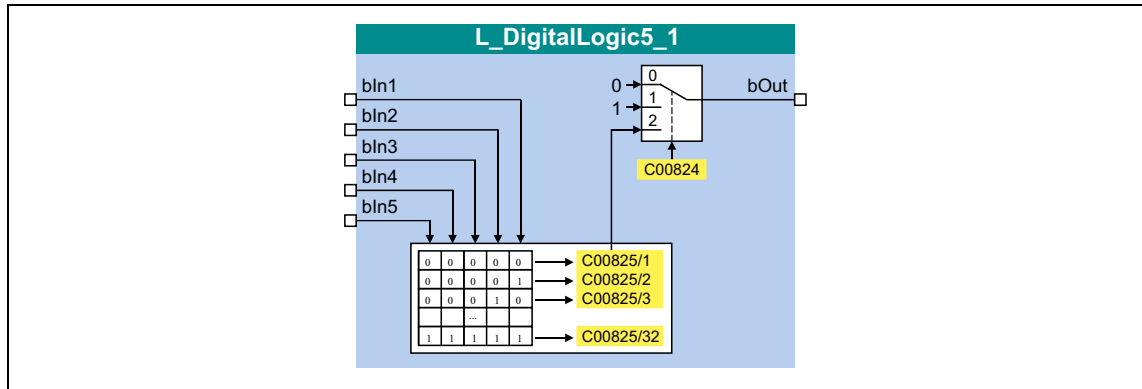 L_DigitalLogic5_1
bIn1
bIn2
bIn3
bIn4
bIn5
0 0
1 1
2
bOut
C00824
0 0 0 0 0 C00825/1
0 0 0 0 1 C00825/2
0 0 0 1 0 C00825/3
...
1 1 1 1 1 C00825/32